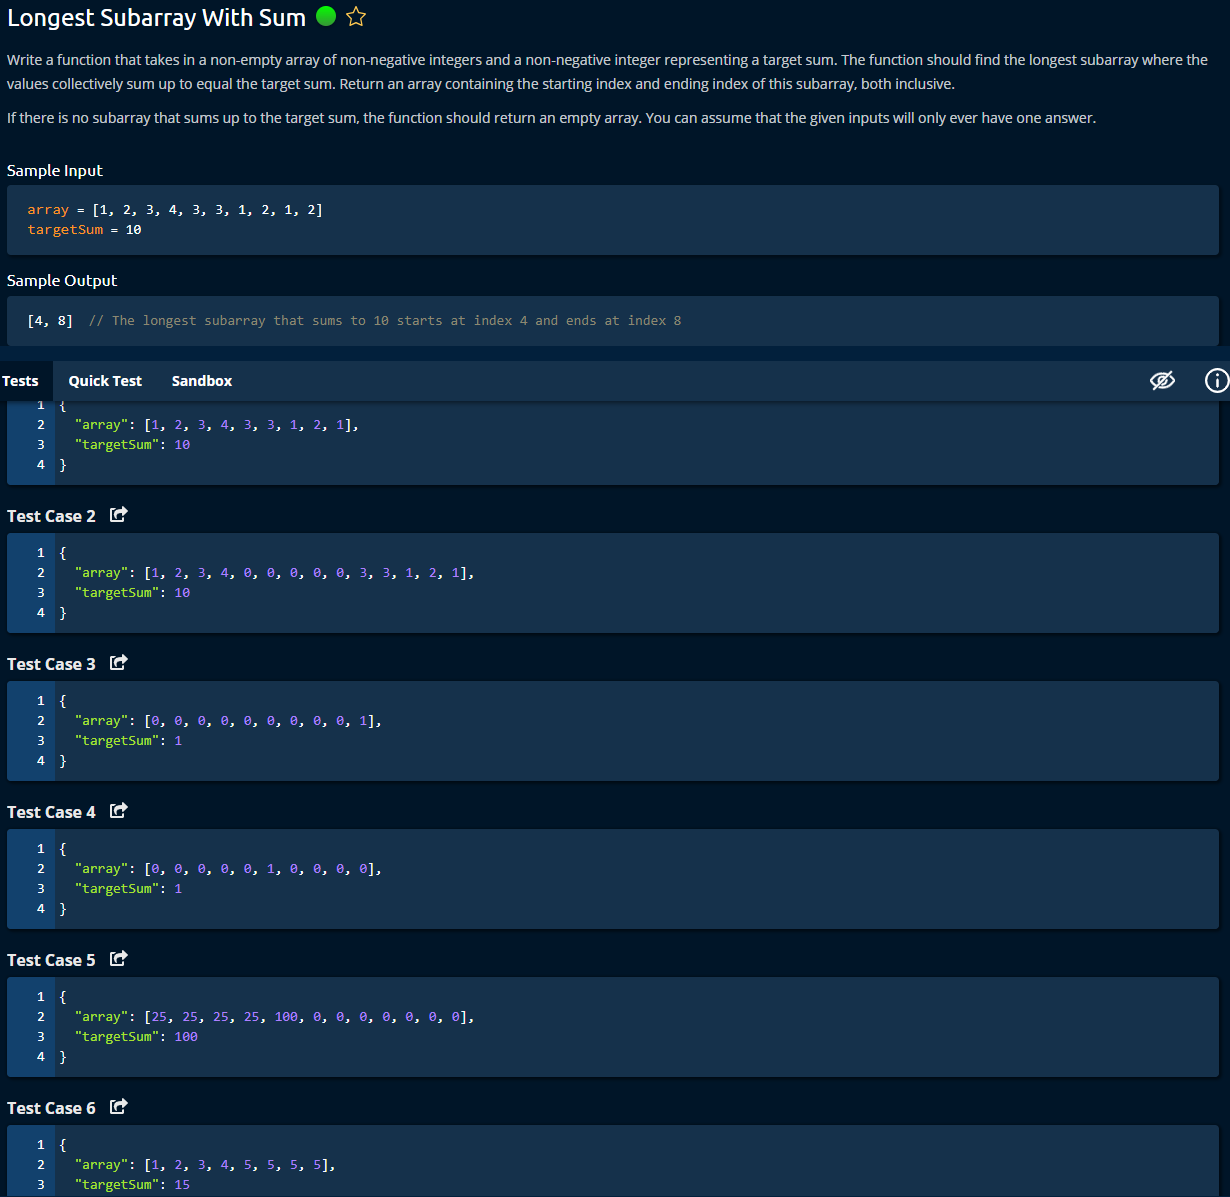 Longest Subarray With Sum
Write a function that takes in a non-empty array of non-negative integers and a non-negative integer representing a target sum. The function should find the longest subarray where the
values collectively sum up to equal the target sum. Return an array containing the starting index and ending index of this subarray, both inclusive.
If there is no subarray that sums up to the target sum, the function should return an empty array. You can assume that the given inputs will only ever have one answer.
Sample Input
array = [1, 2, 3, 4, 3, 3, 1, 2, 1, 2]
targetSum = 10
Sample Output
[4, 8]  // The longest subarray that sums to 10 starts at index 4 and ends at index 8
Tests Quick Test Sandbox
1 {
2 "array": [1, 2, 3, 4, 3, 3, 1, 2, 1],
3 "targetSum": 10
4 }
Test Case 2
1 {
2 "array": [1, 2, 3, 4, 0, 0, 0, 0, 0, 3, 3, 1, 2, 1],
3 "targetSum": 10
4 }
Test Case 3
1 {
2 "array": [0, 0, 0, 0, 0, 0, 0, 0, 0, 1],
3 "targetSum": 1
4 }
Test Case 4
1 {
2 "array": [0, 0, 0, 0, 0, 1, 0, 0, 0, 0],
3 "targetSum": 1
4 }
Test Case 5
1 {
2 "array": [25, 25, 25, 25, 100, 0, 0, 0, 0, 0, 0, 0],
3 "targetSum": 100
4 }
Test Case 6
1 {
2 "array": [1, 2, 3, 4, 5, 5, 5, 5],
3 "targetSum": 15